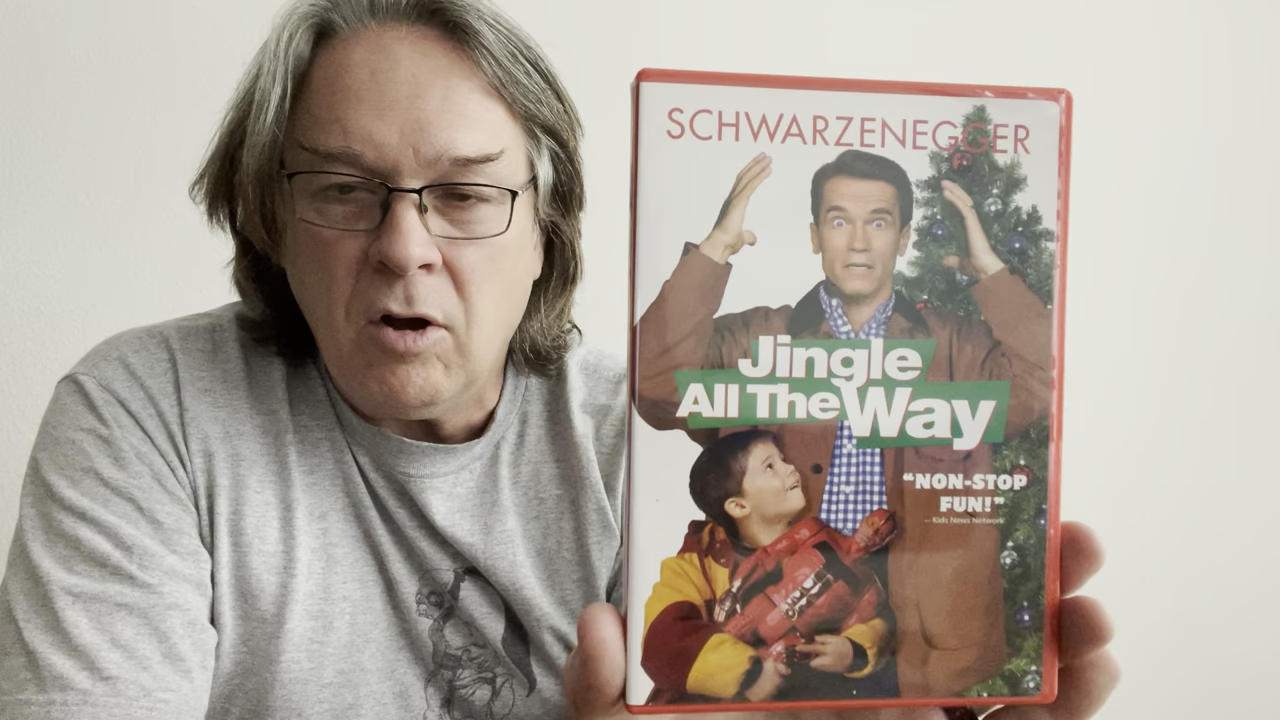 SCHWARZENEGGER
Jingle
All The Way
“NON-STOP
FUN!”
— Kids News Network